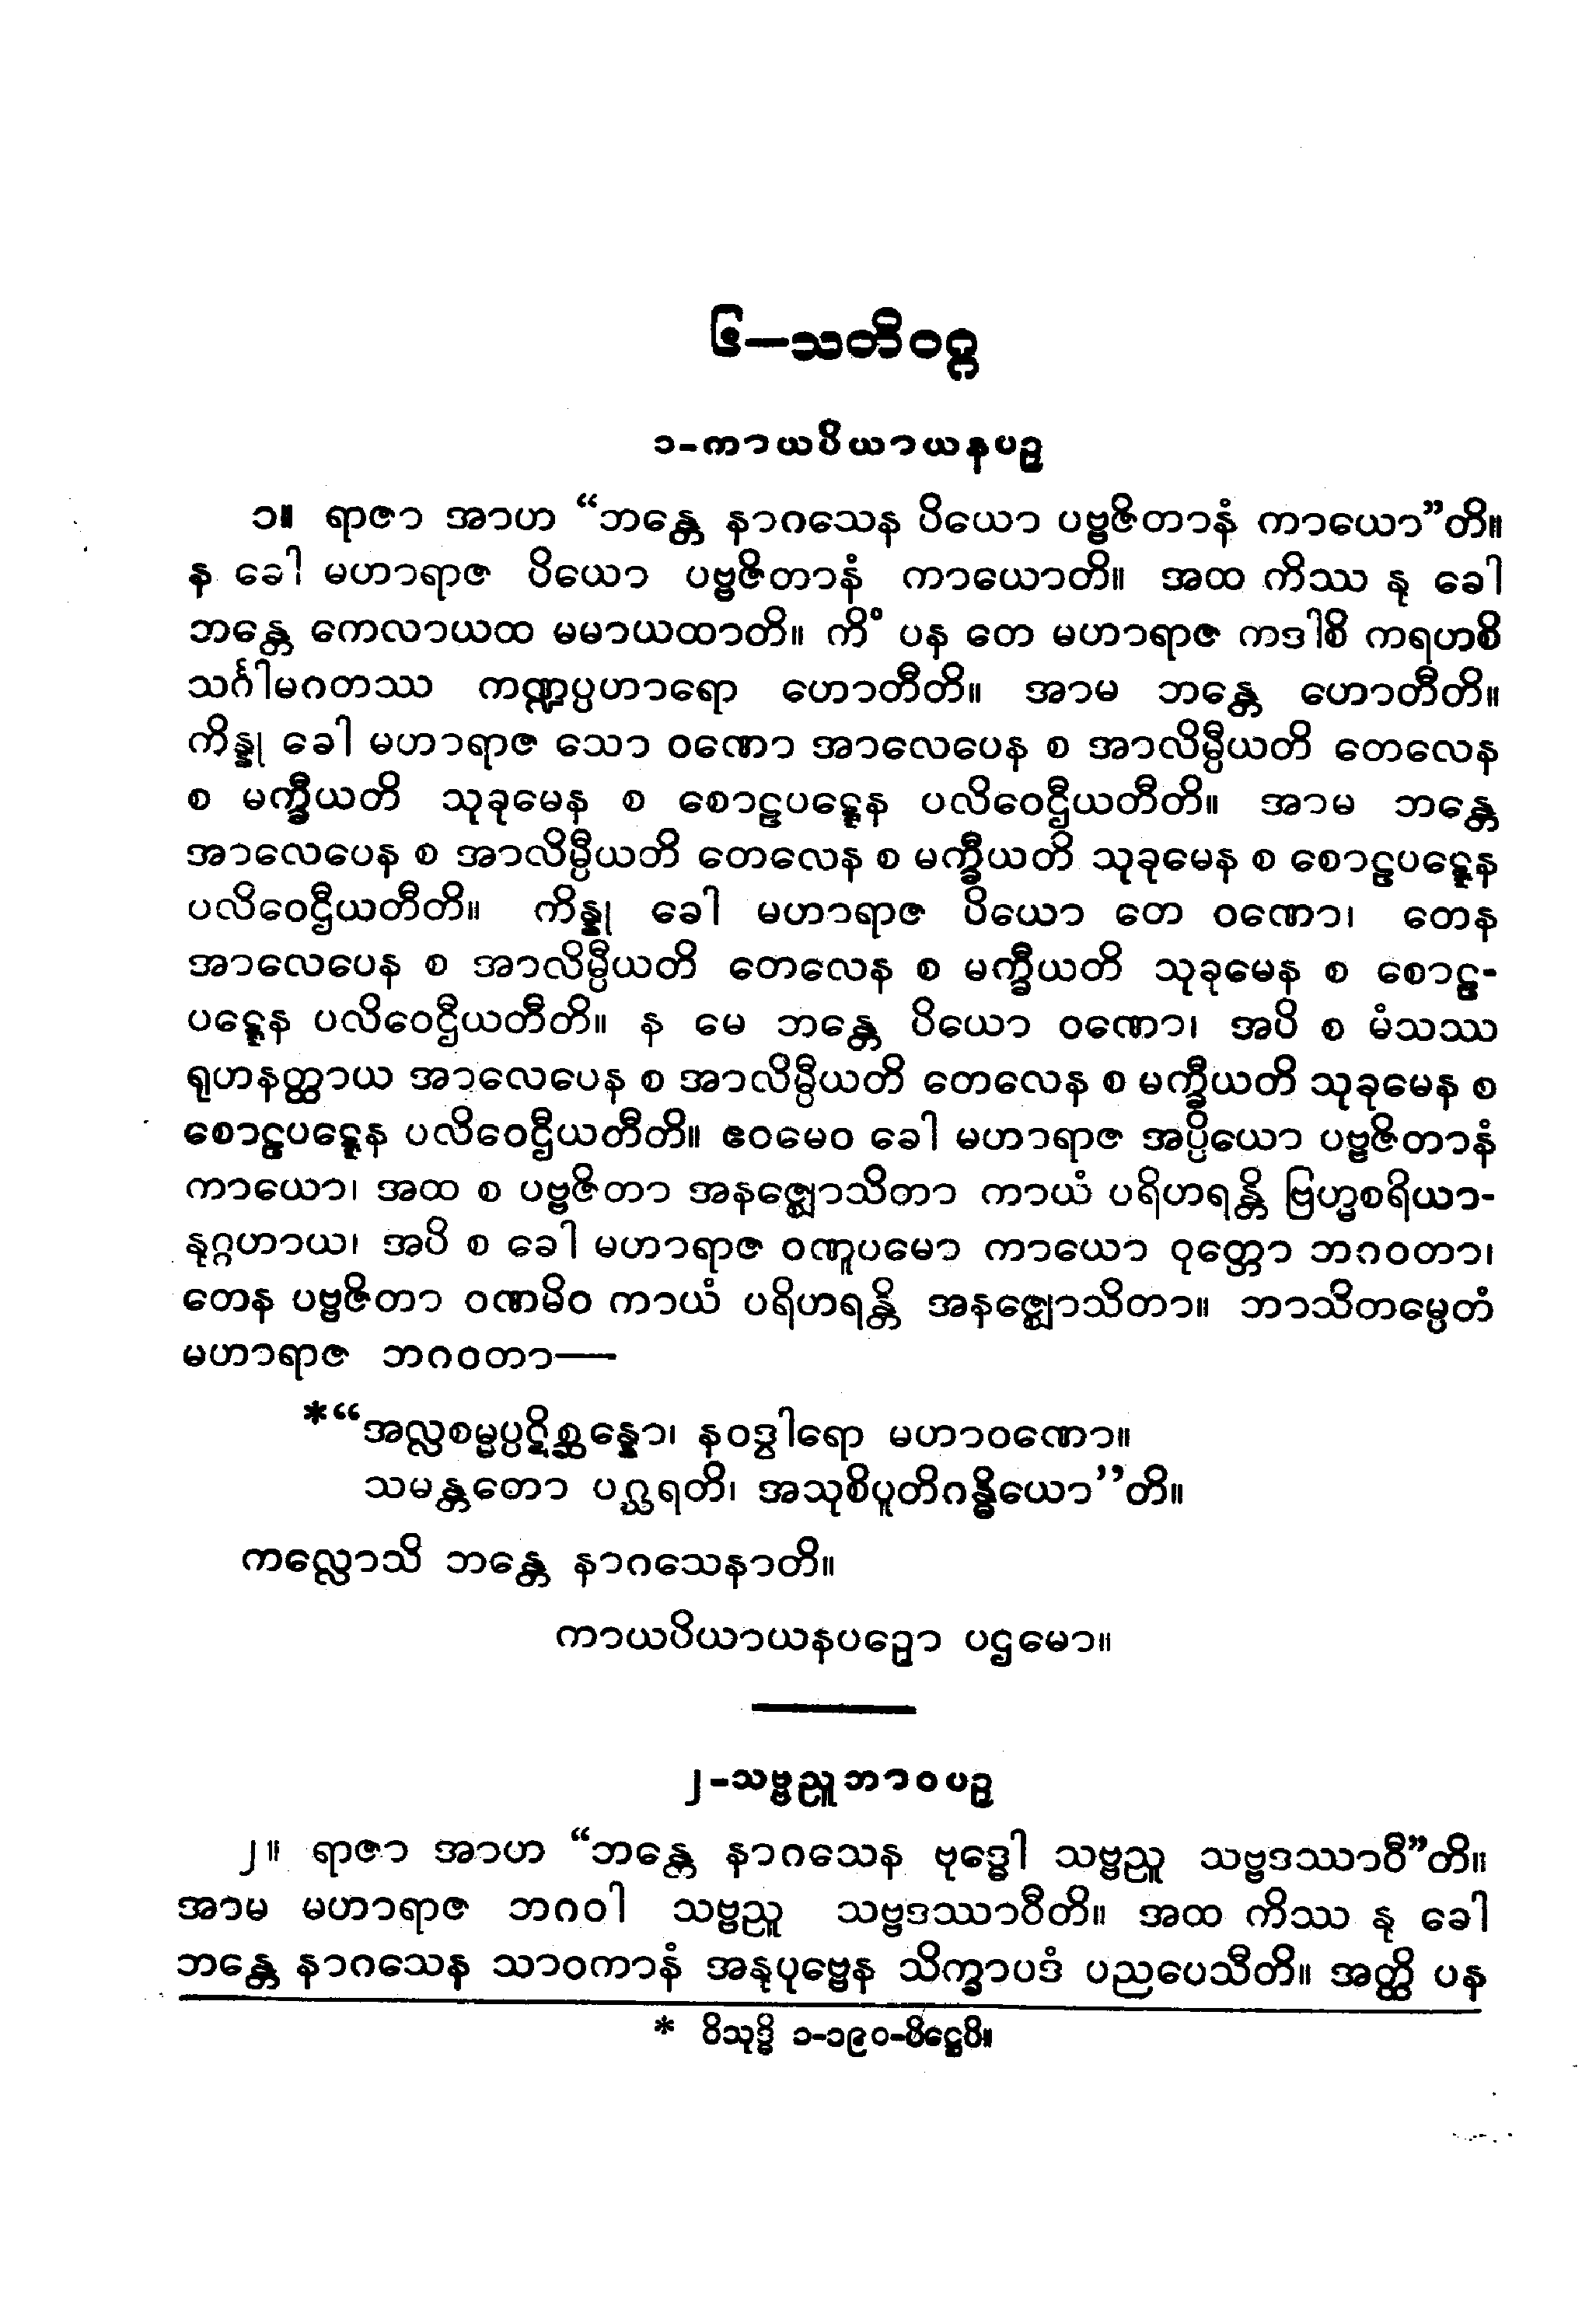 ၆—သတိဝဂ္ဂ
၁-ကာယပိယာယနပဉှ
၁။ ရာဇာ အာဟ “ဘန္တေ နာဂသေန ပိယော ပဗ္ဗဇိတာနံ ကာယော”တိ။
န ခေါ မဟာရာဇ ပိယော ပဗ္ဗဇိတာနံ ကာယောတိ။ အထ ကိဿ နု ခေါ
ဘန္တေ ကေလာယထ မမာယထာတိ။ ကိံ ပန တေ မဟာရာဇ ကဒါစိ ကရဟစိ
သင်္ဂါမဂတဿ ကဏ္ဍပ္ပဟာရော ဟောတီတိ။ အာမ ဘန္တေ ဟောတီတိ။
ကိန္နု ခေါ မဟာရာဇ သော ဝဏော အာလေပေန စ အာလိမ္ပီယတိ တေလေန
စ မက္ခီယတိ သုခုမေန စ စောဠပဋ္ဋေန ပလိဝေဌီယတီတိ။ အာမ ဘန္တေ
အာလေပေန စ အာလိမ္ပီယတိ တေလေန စ မက္ခီယတိ သုခုမေန စ စောဠပဋ္ဋေန
ပလိဝေဌီယတီတိ။ ကိန္နု ခေါ မဟာရာဇ ပိယော တေ ဝဏော၊ တေန
အာလေပေန စ အာလိမ္ပီယတိ တေလေန စ မက္ခီယတိ သုခုမေန စ စောဠ-
ပဋ္ဋေန ပလိဝေဌီယတီတိ။ န မေ ဘန္တေ ပိယော ဝဏော၊ အပိ စ မံသဿ
ရုဟနတ္ထာယ အာလေပေန စ အာလိမ္ပီယတိ တေလေန စ မက္ခီယတိ သုခုမေန စ
စောဠပဋ္ဋေန ပလိဝေဌီယတီတိ။ ဧဝမေဝ ခေါ မဟာရာဇ အပ္ပိယော ပဗ္ဗဇိတာနံ
ကာယော၊ အထ စ ပဗ္ဗဇိတာ အနဇ္ဈောသိတာ ကာယံ ပရိဟရန္တိ ဗြဟ္မစရိယာ-
နုဂ္ဂဟာယ၊ အပိ စ ခေါ မဟာရာဇ ဝဏူပမော ကာယော ဝုတ္တော ဘဂဝတာ၊
တေန ပဗ္ဗဇိတာ ဝဏမိဝ ကာယံ ပရိဟရန္တိ အနဇ္ဈောသိတာ။ ဘာသိတမ္ပေတံ
မဟာရာဇ ဘဂဝတာ—
*“အလ္လစမ္မပ္ပဋိစ္ဆန္နော၊ နဝဒွါရော မဟာဝဏော။
သမန္တတော ပဂ္ဃရတိ၊ အသုစိပူတိဂန္ဓိယော”တိ။
ကလ္လောသိ ဘန္တေ နာဂသေနာတိ။
ကာယပိယာယနပဉှော ပဌမော။
၂-သဗ္ဗညူဘာဝပဉှ
၂။ ရာဇာ အာဟ “ဘန္တေ နာဂသေန ဗုဒ္ဓေါ သဗ္ဗညူ သဗ္ဗဒဿာဝီ”တိ။
အာမ မဟာရာဇ ဘဂဝါ သဗ္ဗညူ သဗ္ဗဒဿာဝီတိ။ အထ ကိဿ နု ခေါ
ဘန္တေ နာဂသေန သာဝကာနံ အနုပုဗ္ဗေန သိက္ခာပဒံ ပညပေသီတိ။ အတ္ထိ ပန
* ဝိသုဒ္ဓိ ၁-၁၉၀-ပိဋ္ဌေပိ။